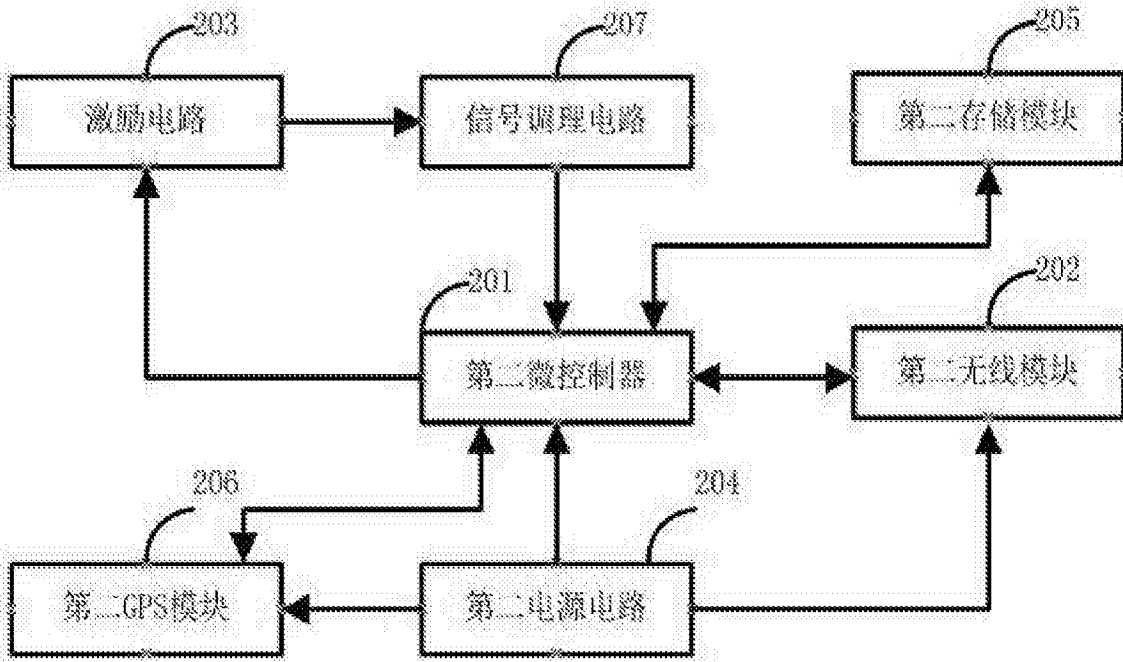 203
207
205
激励电路
信号调理电路
第二存储模块
201
202
第二微控制器
第二无线模块
206
204
第二GPS模块
第二电源电路